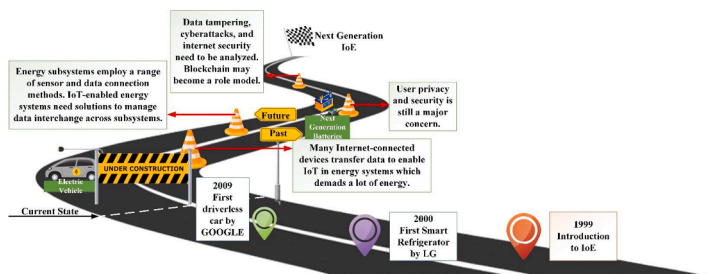 Data tampering,
cyberattacks, and
internet security
need to be analyzed.
Blockchain may
become a role model.
Next Generation
IoE
Energy subsystems employ a range
of sensor and data connection
methods. IoT-enabled energy
systems need solutions to manage
data interchange across subsystems.
User privacy
and security is
still a major
concern.
Future
Next
Generation
Batteries
Past
Many Internet-connected
devices transfer data to enable
IoT in energy systems which
demads a lot of energy.
UNDER CONSTRUCTION
Electric
Vehicle
Current State
2009
First
driverless
car by
GOOGLE
2000
First Smart
Refrigerator
by LG
1999
Introduction
to IoE